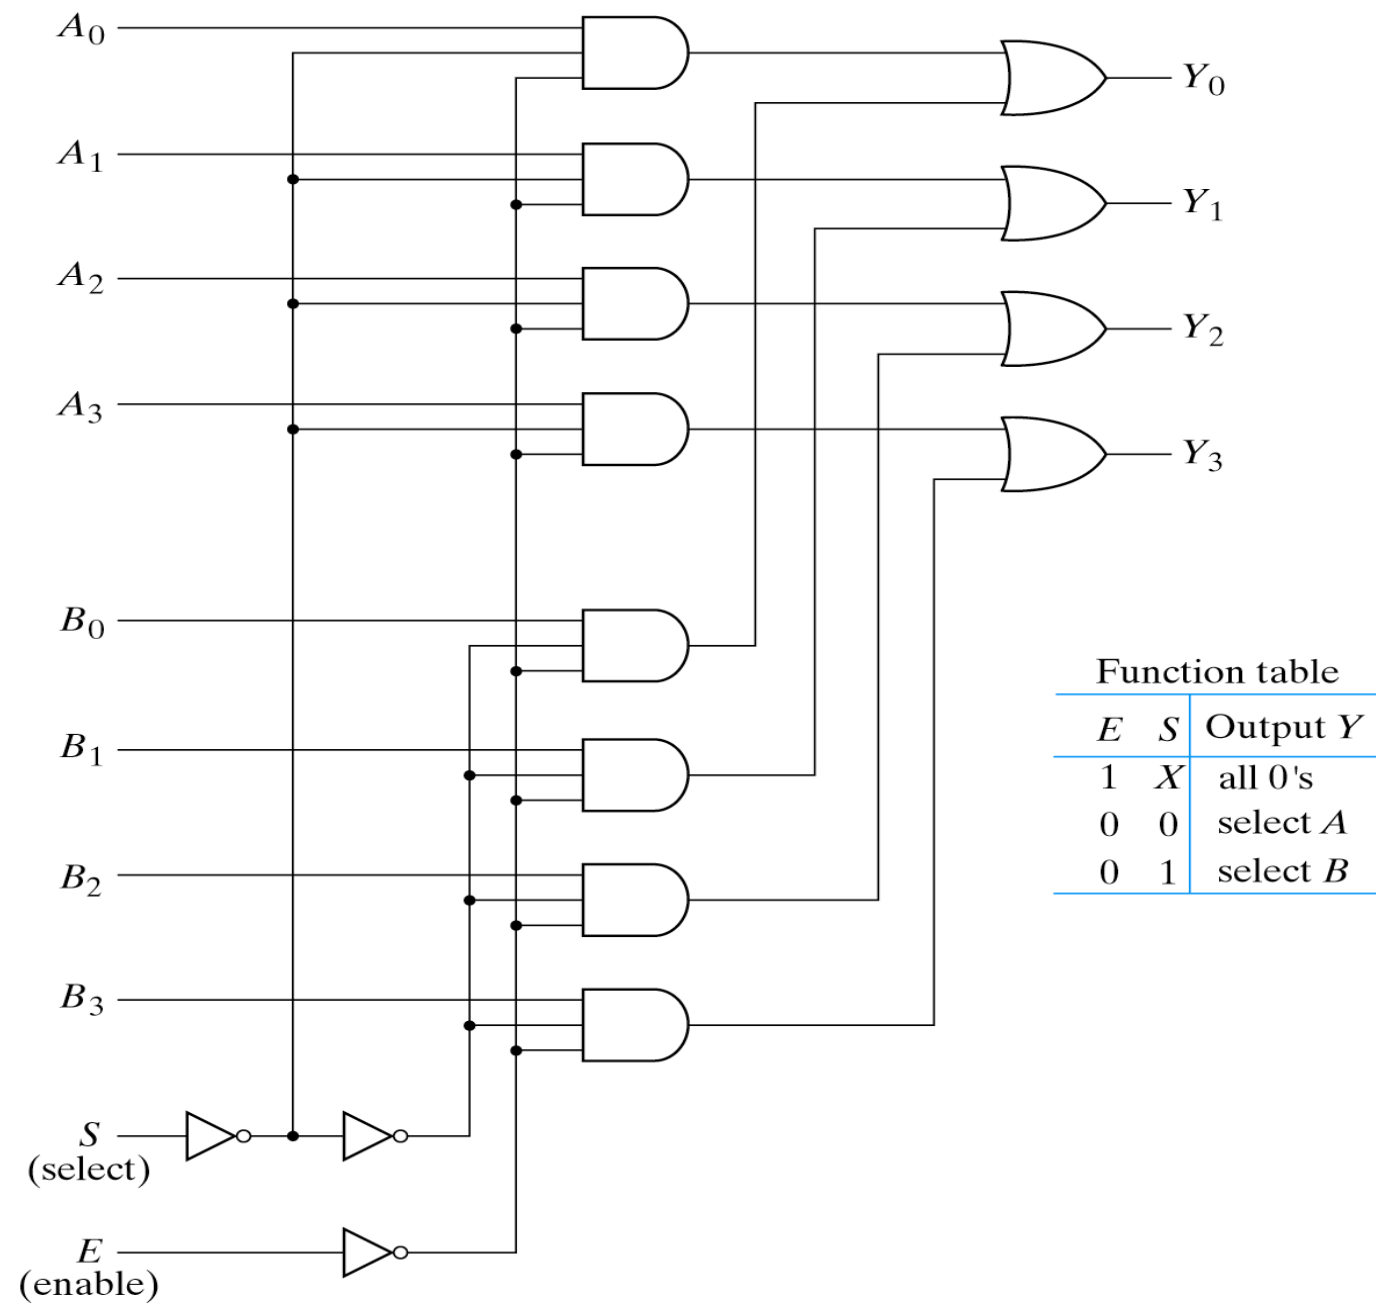 A0
Y0
A1
Y1
A2
Y2
A3
Y3
B0
B1
B2
B3
S
(select)
E
(enable)
Function table
E S Output Y
1 X all 0's
0 0 select A
0 1 select B